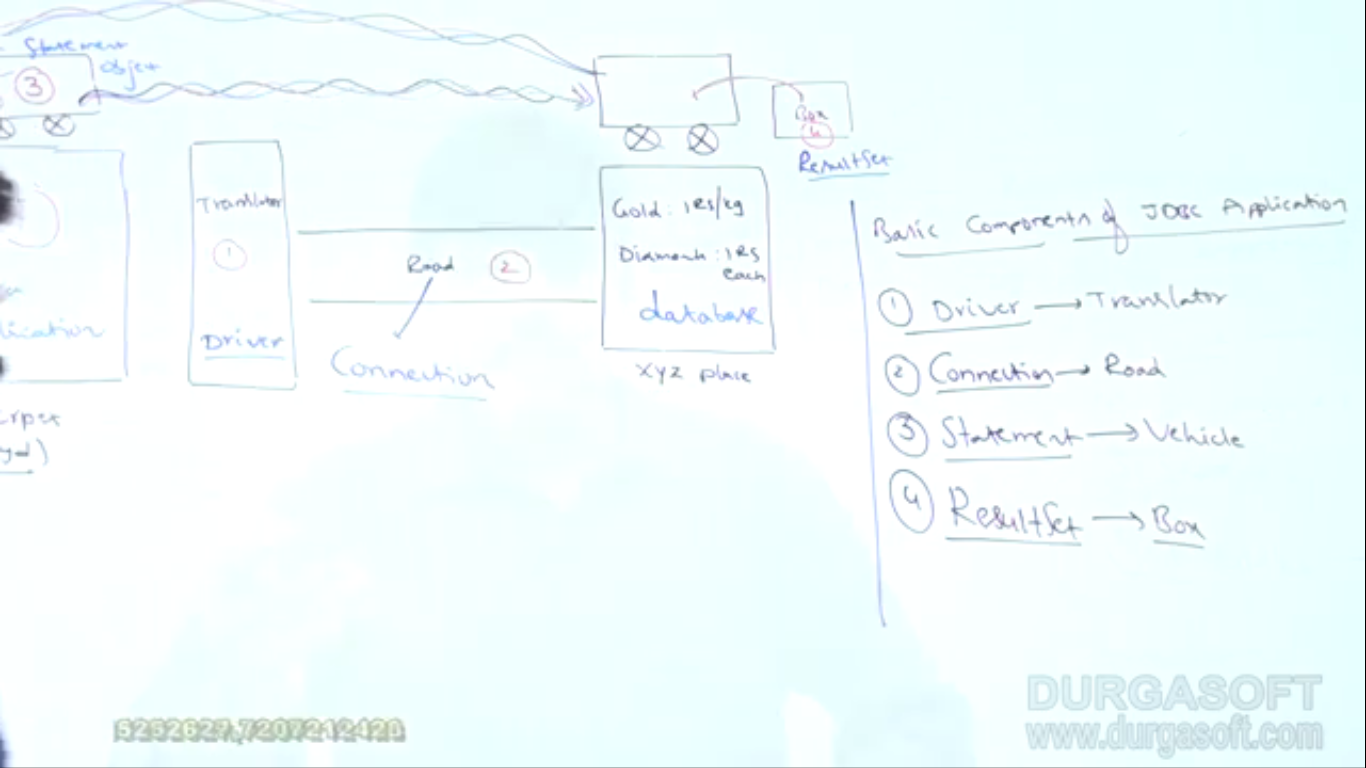 Statement
Object
3
Box
4
ResultSet
Translator
1
Driver
Road 2
Connection
Gold : 1RS/kg
Diamonds : 1RS
each
database
xyz place
Basic Components of JDBC Application
1 Driver → Translator
2 Connection → Road
3 Statement → Vehicle
4 ResultSet → Box
DURGASOFT
www.durgasoft.com